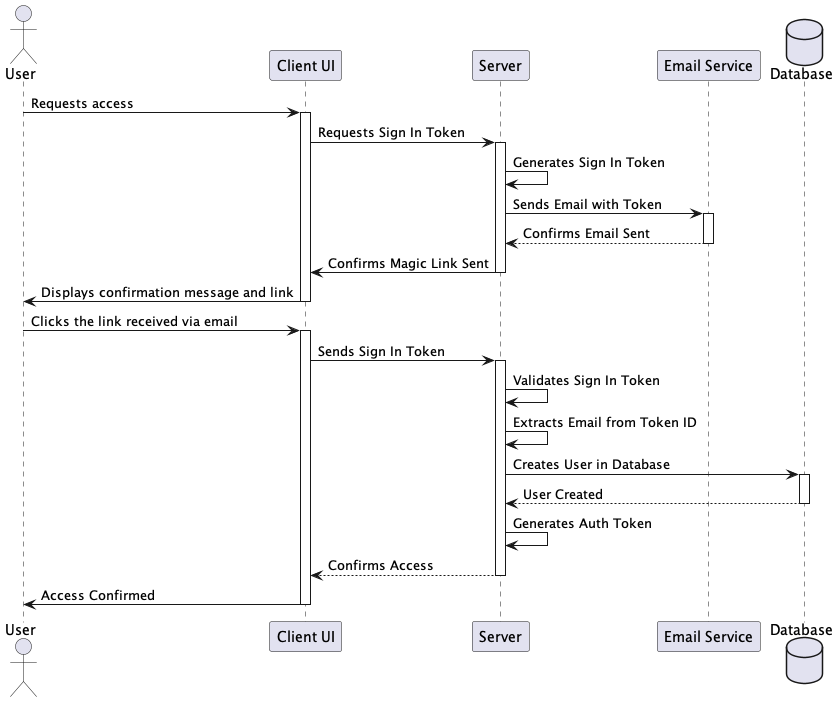 User
Client UI
Server
Email Service
Database
Requests access
Requests Sign In Token
Generates Sign In Token
Sends Email with Token
Confirms Email Sent
Confirms Magic Link Sent
Displays confirmation message and link
Clicks the link received via email
Sends Sign In Token
Validates Sign In Token
Extracts Email from Token ID
Creates User in Database
User Created
Generates Auth Token
Confirms Access
Access Confirmed
User
Client UI
Server
Email Service
Database